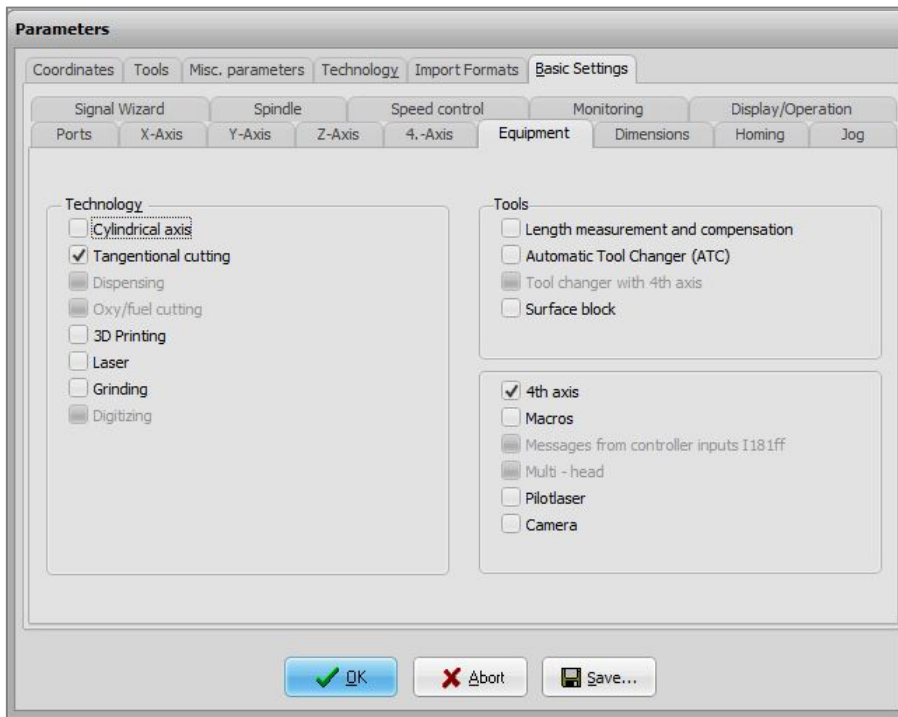 Parameters
Coordinates Tools Misc. parameters Technology Import Formats Basic Settings
Signal Wizard Spindle Speed control Monitoring Display/Operation
Ports X-Axis Y-Axis Z-Axis 4.-Axis Equipment Dimensions Homing Jog
Technology
Cylindrical axis
Tangentional cutting
Dispensing
Oxy/fuel cutting
3D Printing
Laser
Grinding
Digitizing
Tools
Length measurement and compensation
Automatic Tool Changer (ATC)
Tool changer with 4th axis
Surface block
4th axis
Macros
Messages from controller inputs I181ff
Multi - head
Pilotlaser
Camera
OK Abort Save...